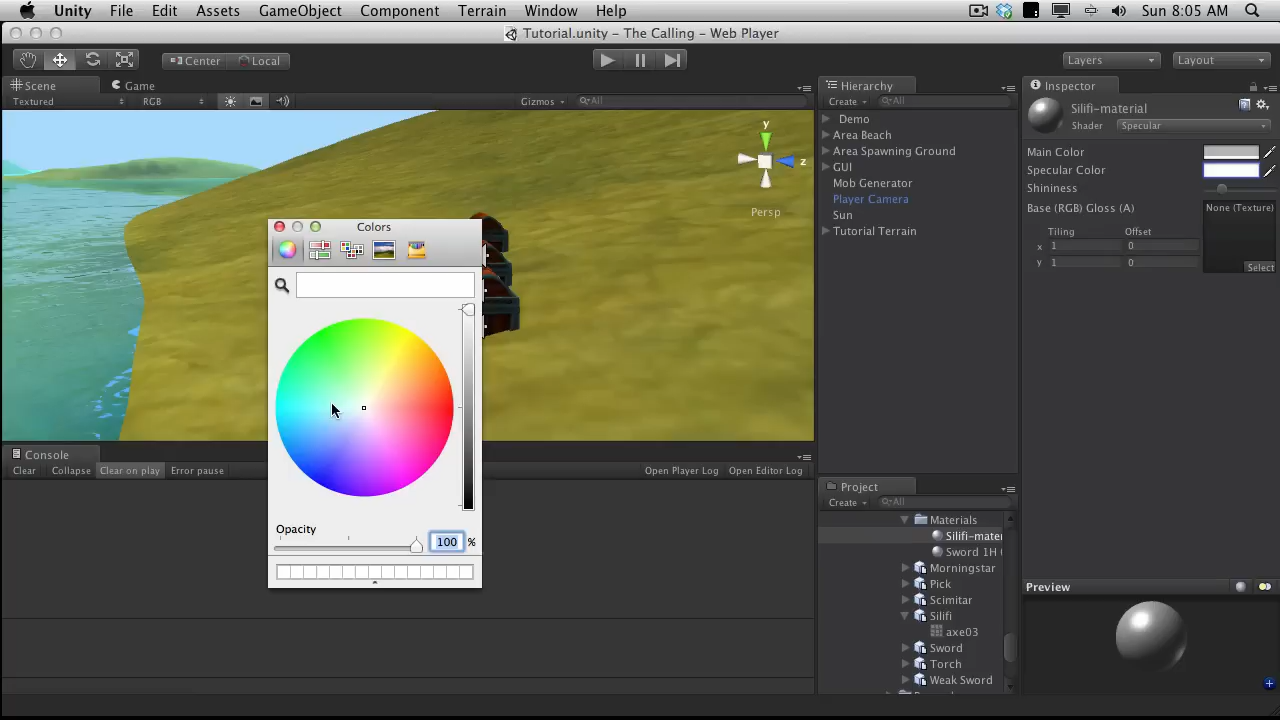 Unity File Edit Assets GameObject Component Terrain Window Help Sun 8:05 AM
Tutorial.unity – The Calling – Web Player
Center Local Layers Layout
Scene Game
Textured RGB Gizmos All
y
z
Persp
Hierarchy
Create All
Demo
Area Beach
Area Spawning Ground
GUI
Mob Generator
Player Camera
Sun
Tutorial Terrain
Inspector
Silifi-material
Shader Specular
Main Color
Specular Color
Shininess
Base (RGB) Gloss (A) None (Texture)
Tiling Offset
x 1 0
y 1 0
Select
Colors
Opacity
100 %
Console
Clear Collapse Clear on play Error pause Open Player Log Open Editor Log
Project
Create All
Materials
Silifi-mate
Sword 1H
Morningstar
Pick
Scimitar
Silifi
axe03
Sword
Torch
Weak Sword
Preview